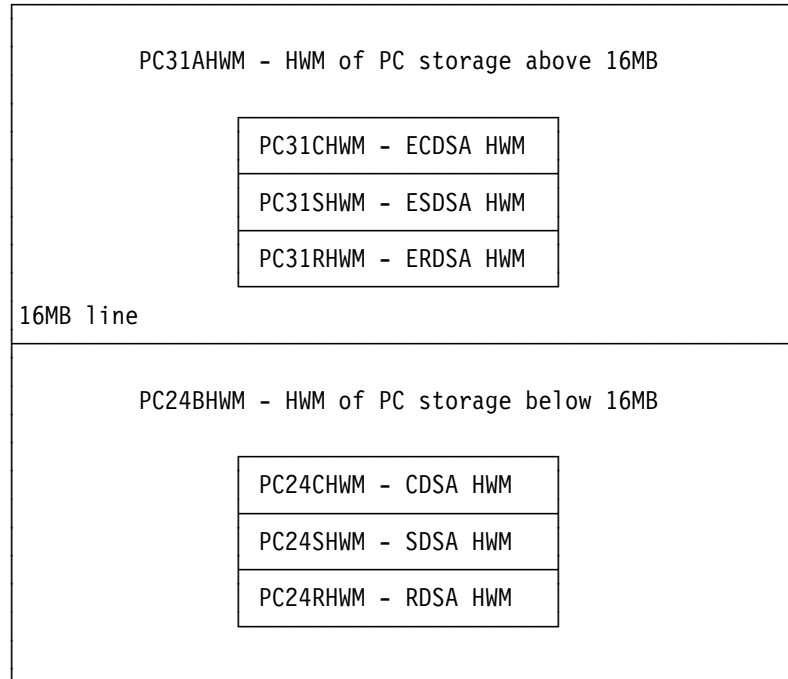 PC31AHWM - HWM of PC storage above 16MB
PC31CHWM - ECDSA HWM
PC31SHWM - ESDSA HWM
PC31RHWM - ERDSA HWM
16MB line
PC24BHWM - HWM of PC storage below 16MB
PC24CHWM - CDSA HWM
PC24SHWM - SDSA HWM
PC24RHWM - RDSA HWM